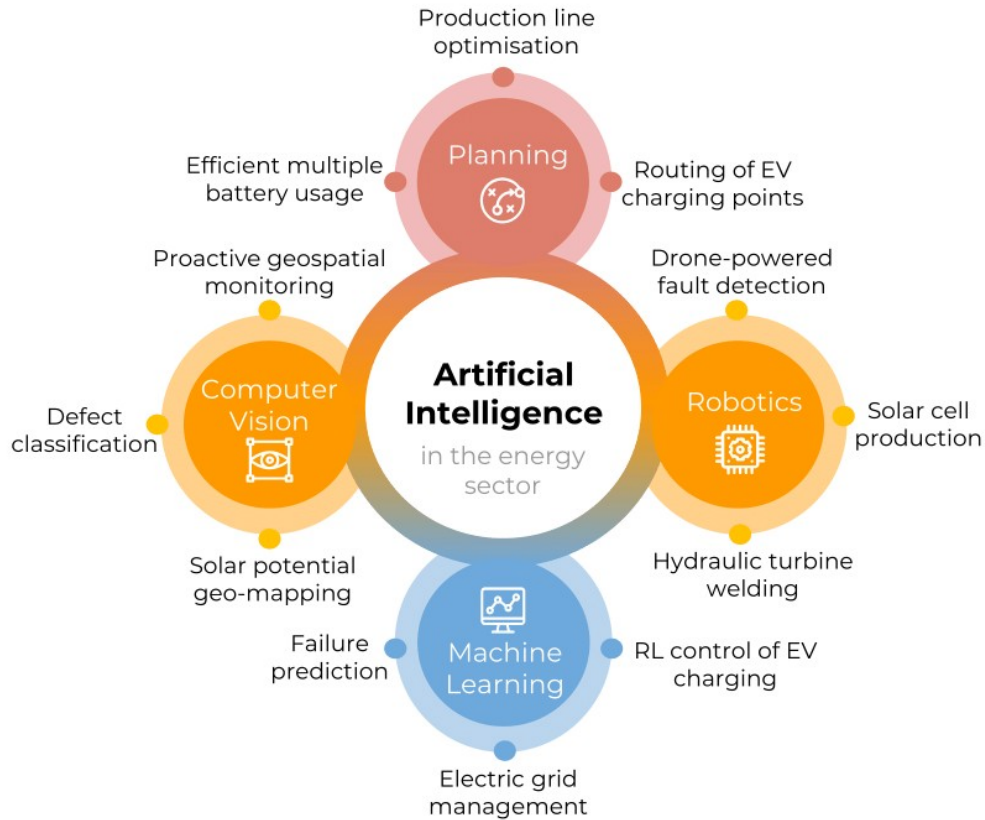 Production line
optimisation
Planning
Efficient multiple
battery usage
Routing of EV
charging points
Proactive geospatial
monitoring
Drone-powered
fault detection
Computer
Vision
Defect
classification
Artificial
Intelligence
in the energy
sector
Robotics
Solar cell
production
Solar potential
geo-mapping
Hydraulic turbine
welding
Failure
prediction
Machine
Learning
RL control of EV
charging
Electric grid
management